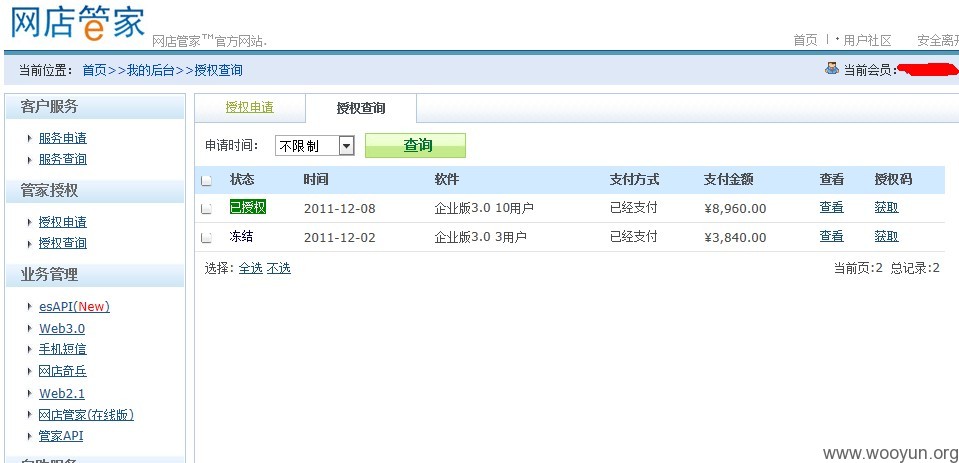 网店管家
网店管家™官方网站.
首页 | ·用户社区 安全离开
当前位置： 首页>>我的后台>>授权查询
当前会员：
客户服务
服务申请
服务查询
管家授权
授权申请
授权查询
业务管理
esAPI(New)
Web3.0
手机短信
网店奇兵
Web2.1
网店管家(在线版)
管家API
授权申请 授权查询
申请时间： 不限制 查询
状态 时间 软件 支付方式 支付金额 查看 授权码
已授权 2011-12-08 企业版3.0 10用户 已经支付 ¥8,960.00 查看 获取
冻结 2011-12-02 企业版3.0 3用户 已经支付 ¥3,840.00 查看 获取
选择：全选 不选
当前页:2 总记录:2
www.wooyun.org